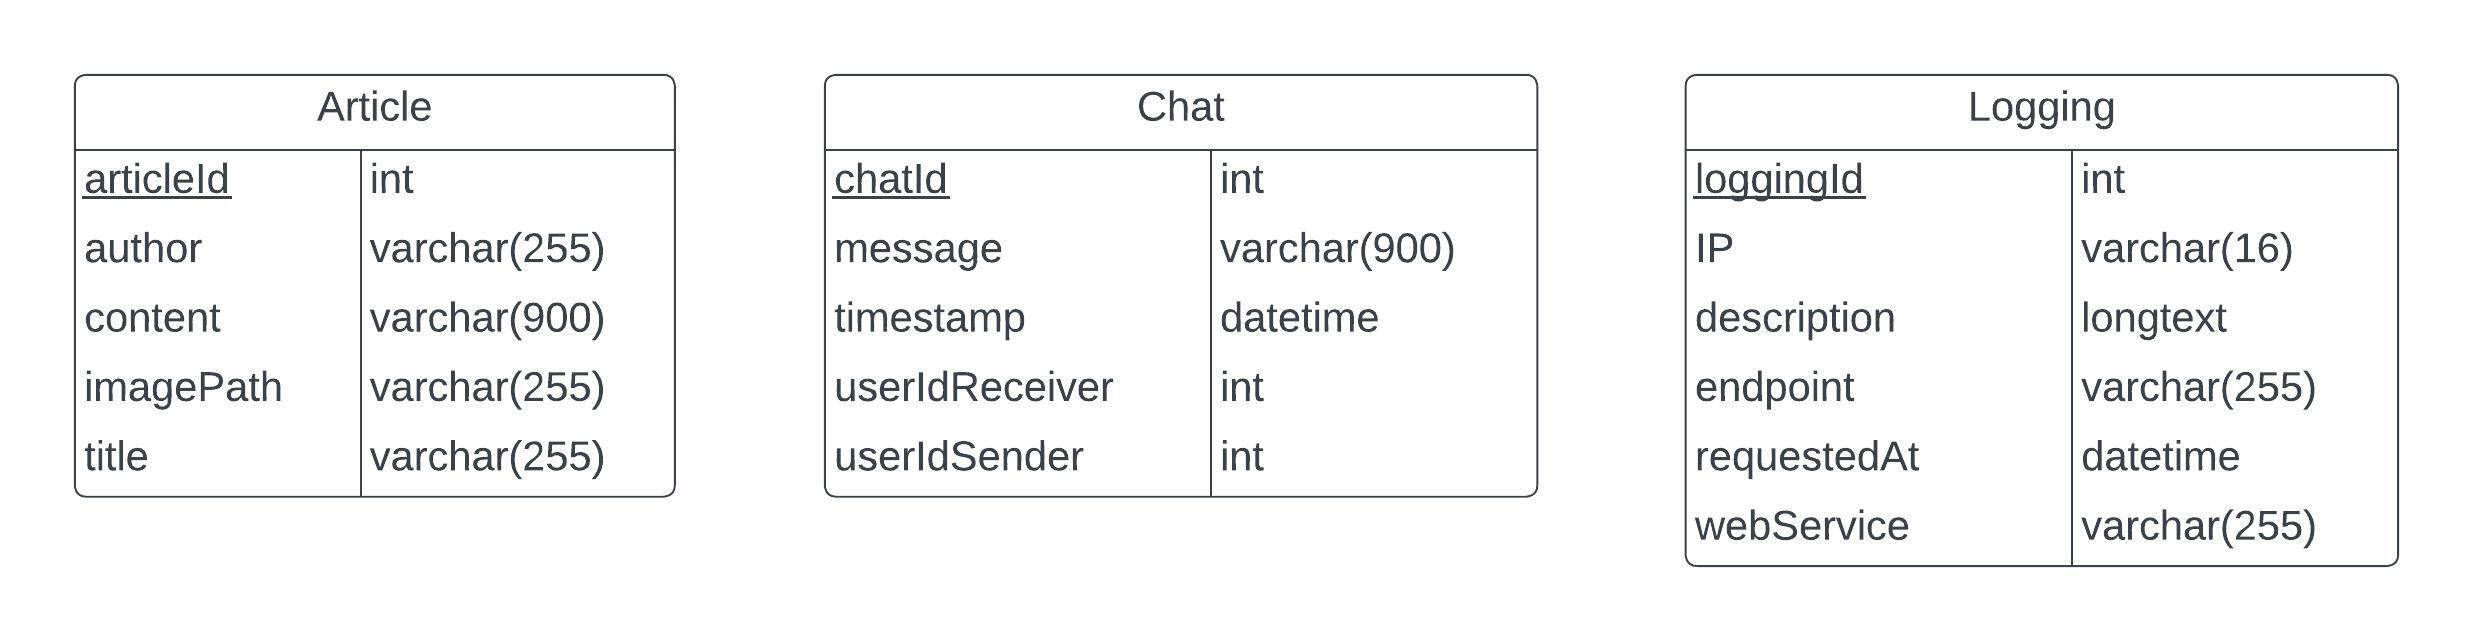 Article
articleId int
author varchar(255)
content varchar(900)
imagePath varchar(255)
title varchar(255)
Chat
chatId int
message varchar(900)
timestamp datetime
userIdReceiver int
userIdSender int
Logging
loggingId int
IP varchar(16)
description longtext
endpoint varchar(255)
requestedAt datetime
webService varchar(255)